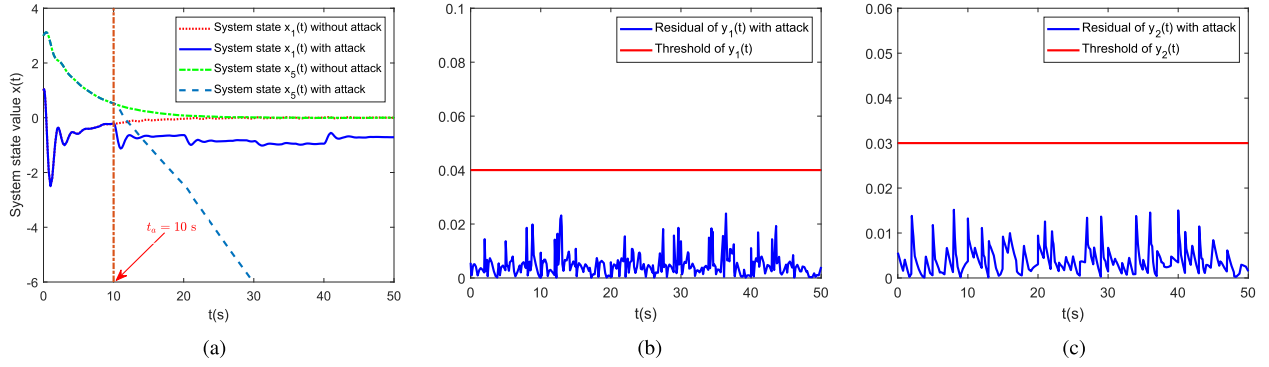 4
2
0
-2
-4
-6
System state value x(t)
System state x1(t) without attack
System state x1(t) with attack
System state x5(t) without attack
System state x5(t) with attack
ta = 10 s
0
10
20
30
40
50
t(s)
(a)
0.1
0.08
0.06
0.04
0.02
0
Residual of y1(t) with attack
Threshold of y1(t)
0
10
20
30
40
50
t(s)
(b)
0.06
0.05
0.04
0.03
0.02
0.01
0
Residual of y2(t) with attack
Threshold of y2(t)
0
10
20
30
40
50
t(s)
(c)